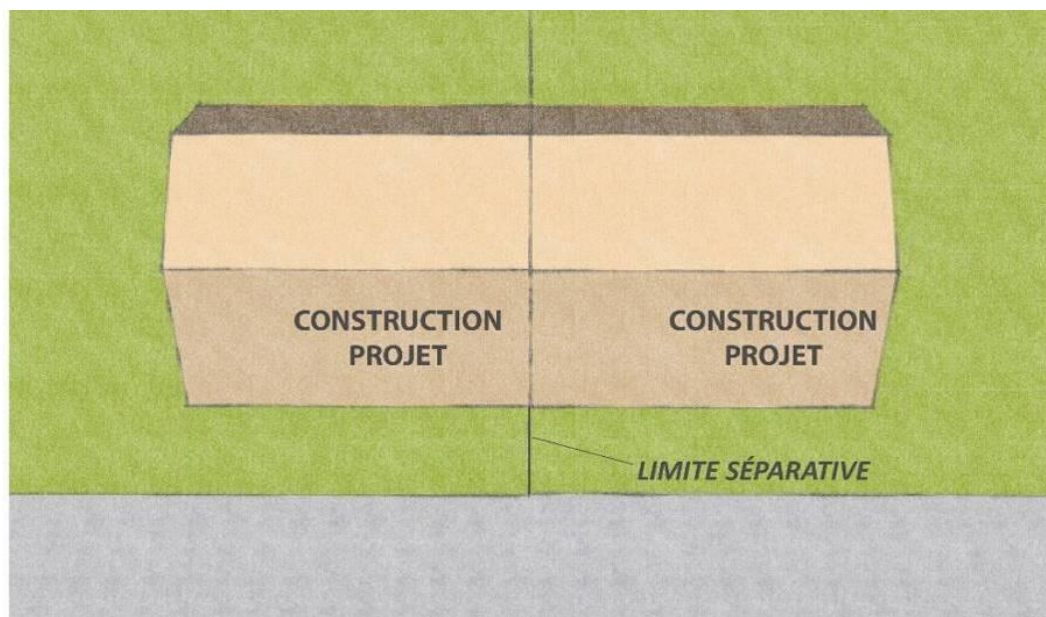 CONSTRUCTION
PROJET
CONSTRUCTION
PROJET
LIMITE SÉPARATIVE